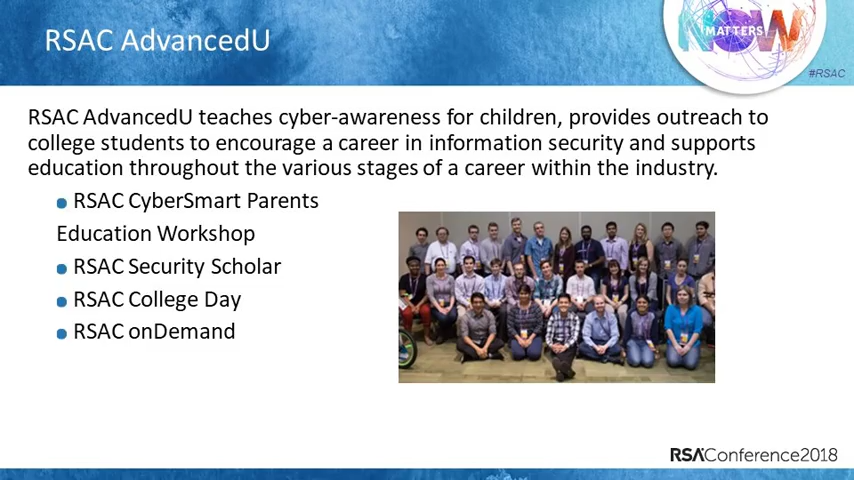 RSAC AdvancedU
NOW
MATTERS
#RSAC
RSAC AdvancedU teaches cyber-awareness for children, provides outreach to
college students to encourage a career in information security and supports
education throughout the various stages of a career within the industry.
RSAC CyberSmart Parents
Education Workshop
RSAC Security Scholar
RSAC College Day
RSAC onDemand
RSAConference2018